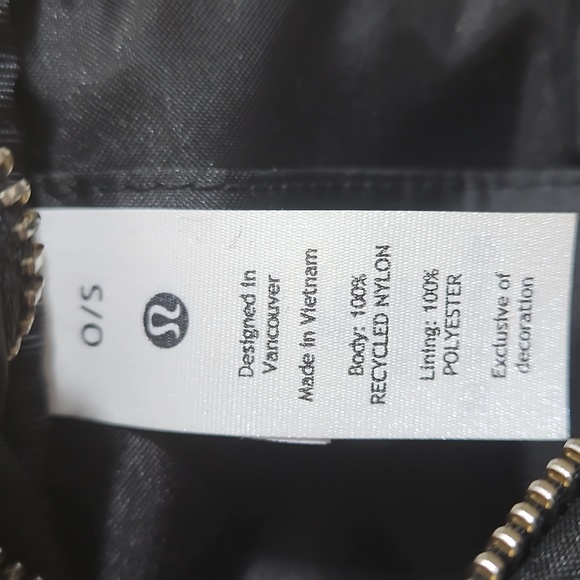 O/S
Designed in
Vancouver
Made in Vietnam
Body: 100%
RECYCLED NYLON
Lining: 100%
POLYESTER
Exclusive of
decoration